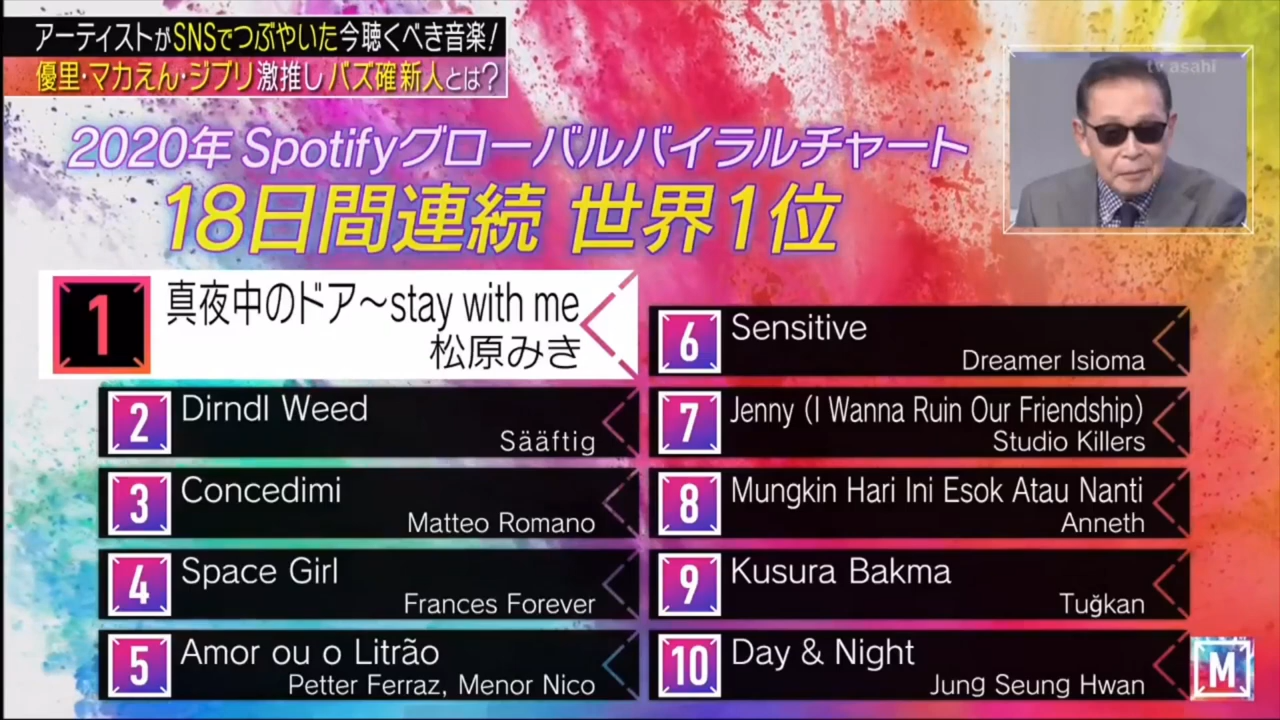 アーティストがSNSでつぶやいた今聴くべき音楽!
優里・マカえん・ジブリ激推し バズ確新人とは?
tv asahi
2020年 Spotifyグローバルバイラルチャート
18日間連続 世界1位
1
真夜中のドア〜stay with me
松原みき
2
Dirndl Weed
Sääftig
3
Concedimi
Matteo Romano
4
Space Girl
Frances Forever
5
Amor ou o Litrão
Petter Ferraz, Menor Nico
6
Sensitive
Dreamer Isioma
7
Jenny (I Wanna Ruin Our Friendship)
Studio Killers
8
Mungkin Hari Ini Esok Atau Nanti
Anneth
9
Kusura Bakma
Tuğkan
10
Day & Night
Jung Seung Hwan
M